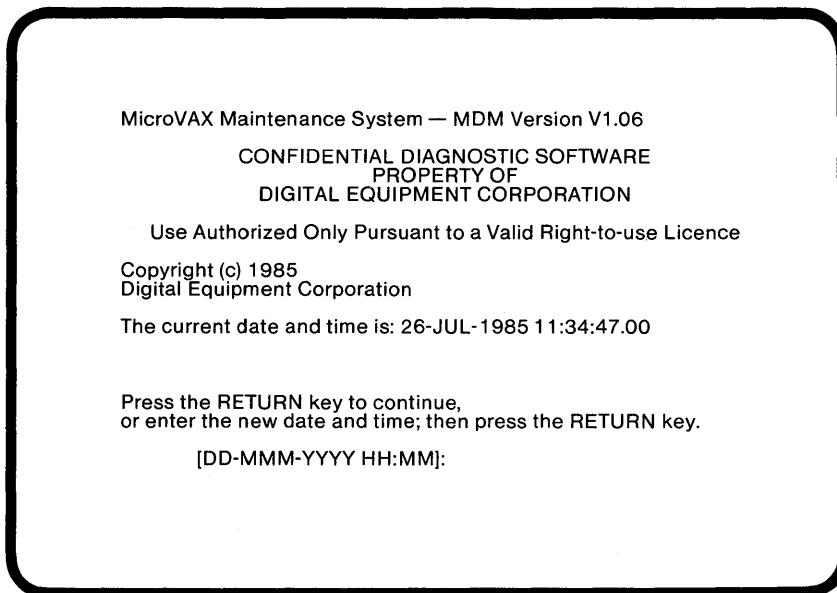 MicroVAX Maintenance System — MDM Version V1.06
CONFIDENTIAL DIAGNOSTIC SOFTWARE
PROPERTY OF
DIGITAL EQUIPMENT CORPORATION
Use Authorized Only Pursuant to a Valid Right-to-use Licence
Copyright (c) 1985
Digital Equipment Corporation
The current date and time is: 26-JUL-1985 11:34:47.00
Press the RETURN key to continue,
or enter the new date and time; then press the RETURN key.
[DD-MMM-YYYY HH:MM]: